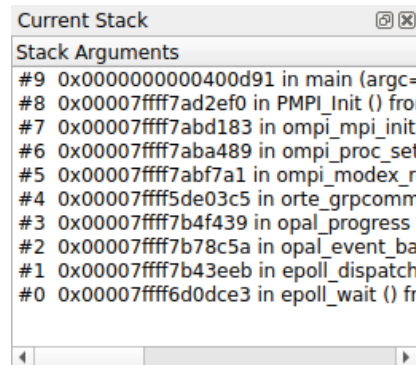 Current Stack
Stack Arguments
#9 0x0000000000400d91 in main (argc=
#8 0x00007ffff7ad2ef0 in PMPI_Init () fro
#7 0x00007ffff7abd183 in ompi_mpi_init
#6 0x00007ffff7aba489 in ompi_proc_set
#5 0x00007ffff7abf7a1 in ompi_modex_r
#4 0x00007ffff5de03c5 in orte_grpcomm
#3 0x00007ffff7b4f439 in opal_progress
#2 0x00007ffff7b78c5a in opal_event_ba
#1 0x00007ffff7b43eeb in epoll_dispatch
#0 0x00007ffff6d0dce3 in epoll_wait () fr